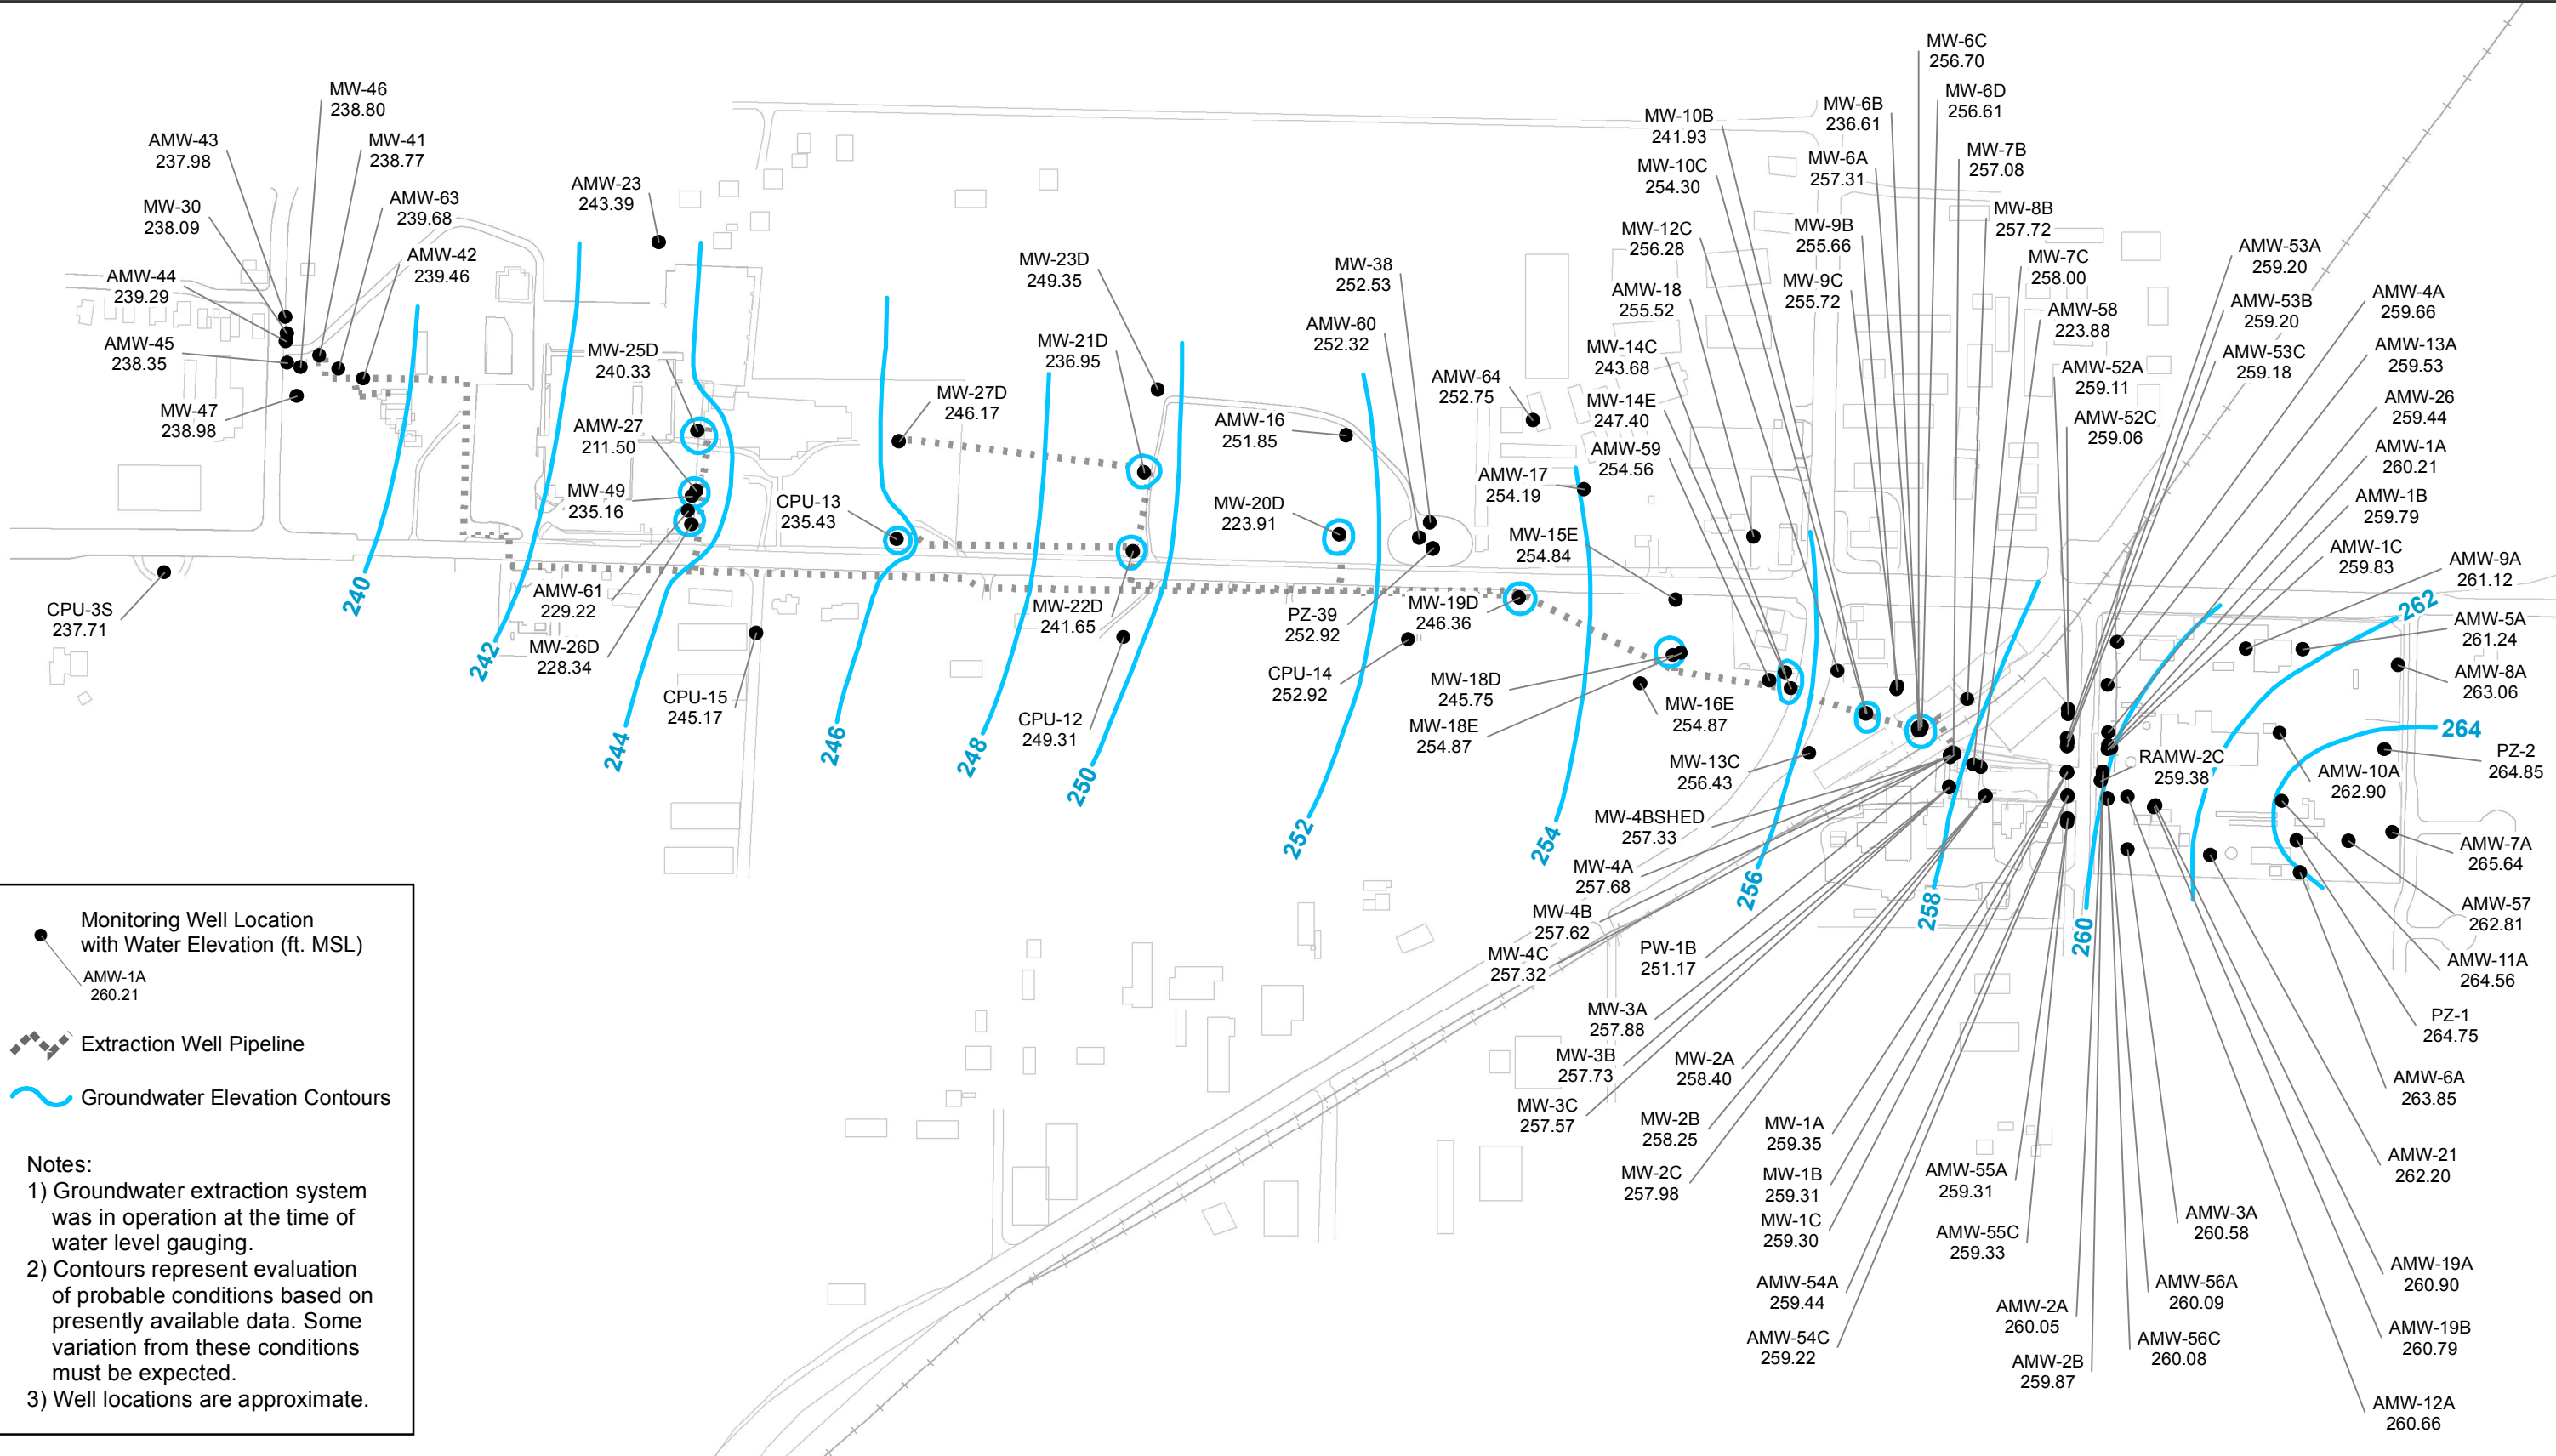 MW-46
238.80
AMW-43
237.98
MW-41
238.77
MW-30
238.09
AMW-63
239.68
AMW-44
239.29
AMW-42
239.46
AMW-45
238.35
MW-47
238.98
CPU-3S
237.71
240
AMW-23
243.39
MW-25D
240.33
AMW-27
211.50
MW-49
235.16
AMW-61
229.22
MW-26D
228.34
242
CPU-15
245.17
244
CPU-13
235.43
MW-27D
246.17
246
MW-23D
249.35
MW-21D
236.95
MW-22D
241.65
CPU-12
249.31
248
250
MW-38
252.53
AMW-60
252.32
AMW-16
251.85
MW-20D
223.91
PZ-39
252.92
CPU-14
252.92
252
AMW-64
252.75
AMW-17
254.19
MW-15E
254.84
MW-19D
246.36
MW-18D
245.75
MW-18E
254.87
MW-16E
254.87
254
MW-10B
241.93
MW-10C
254.30
MW-12C
256.28
AMW-18
255.52
MW-14C
243.68
MW-14E
247.40
AMW-59
254.56
MW-6C
256.70
MW-6B
236.61
MW-6D
256.61
MW-6A
257.31
MW-7B
257.08
MW-9B
255.66
MW-8B
257.72
MW-9C
255.72
MW-7C
258.00
AMW-58
223.88
AMW-52A
259.11
AMW-52C
259.06
AMW-53A
259.20
AMW-53B
259.20
AMW-53C
259.18
AMW-4A
259.66
AMW-13A
259.53
AMW-26
259.44
AMW-1A
260.21
AMW-1B
259.79
AMW-1C
259.83
AMW-9A
261.12
262
AMW-5A
261.24
AMW-8A
263.06
264
PZ-2
264.85
RAMW-2C
259.38
AMW-10A
262.90
AMW-7A
265.64
AMW-57
262.81
AMW-11A
264.56
PZ-1
264.75
AMW-6A
263.85
AMW-21
262.20
AMW-19A
260.90
AMW-19B
260.79
AMW-12A
260.66
MW-13C
256.43
MW-4BSHED
257.33
MW-4A
257.68
MW-4B
257.62
MW-4C
257.32
256
258
260
PW-1B
251.17
MW-3A
257.88
MW-3B
257.73
MW-3C
257.57
MW-2A
258.40
MW-2B
258.25
MW-2C
257.98
MW-1A
259.35
MW-1B
259.31
MW-1C
259.30
AMW-54A
259.44
AMW-54C
259.22
AMW-55A
259.31
AMW-55C
259.33
AMW-2A
260.05
AMW-2B
259.87
AMW-3A
260.58
AMW-56A
260.09
AMW-56C
260.08
Monitoring Well Location
with Water Elevation (ft. MSL)
AMW-1A
260.21
Extraction Well Pipeline
Groundwater Elevation Contours
Notes:
1) Groundwater extraction system
was in operation at the time of
water level gauging.
2) Contours represent evaluation
of probable conditions based on
presently available data. Some
variation from these conditions
must be expected.
3) Well locations are approximate.